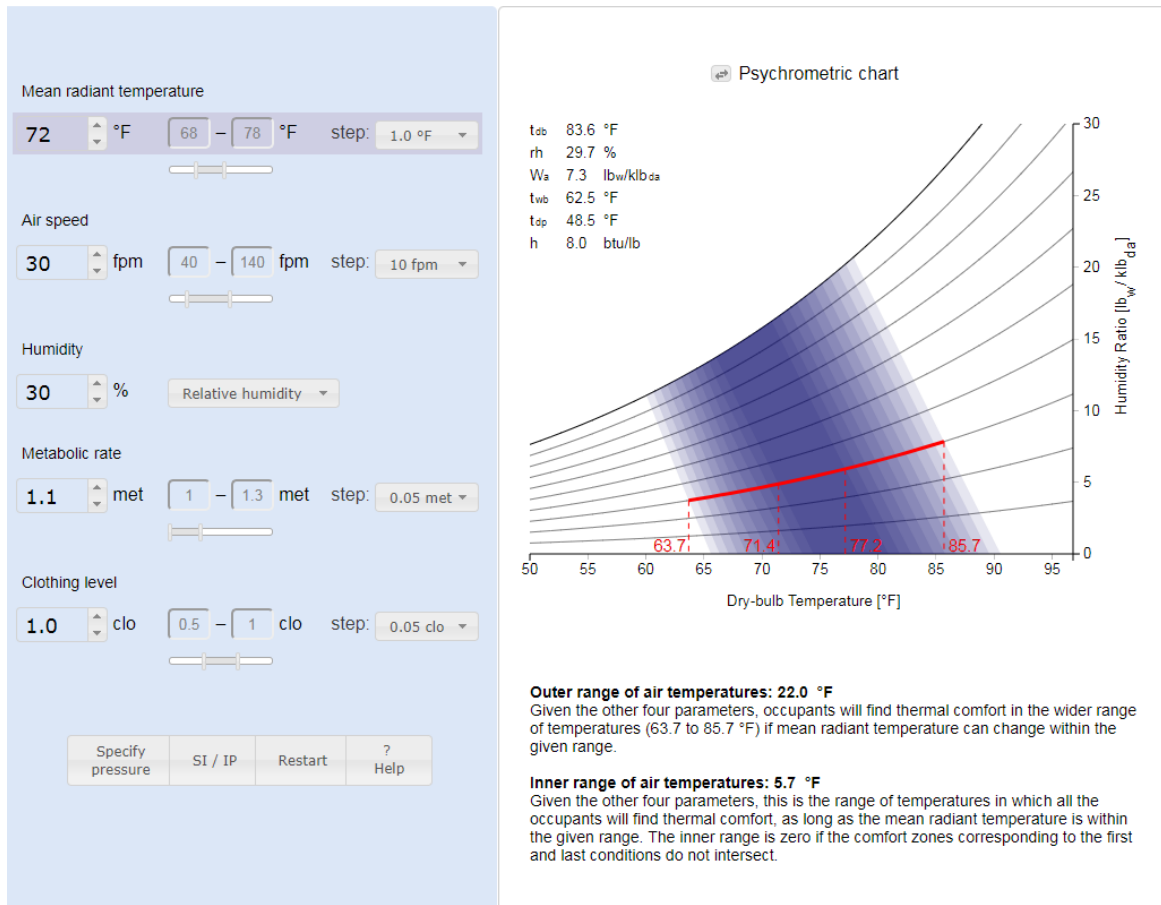 Mean radiant temperature
72 °F 68 – 78 °F step: 1.0 °F
Air speed
30 fpm 40 – 140 fpm step: 10 fpm
Humidity
30 % Relative humidity
Metabolic rate
1.1 met 1 – 1.3 met step: 0.05 met
Clothing level
1.0 clo 0.5 – 1 clo step: 0.05 clo
Specify pressure
SI / IP
Restart
? Help
Psychrometric chart
tdb 83.6 °F
rh 29.7 %
Wa 7.3 lbw/klbda
twb 62.5 °F
tdp 48.5 °F
h 8.0 btu/lb
30
25
20
15
10
5
0
Humidity Ratio [lbw/ klbda]
63.7 71.4 77.2 85.7
50 55 60 65 70 75 80 85 90 95
Dry-bulb Temperature [°F]
Outer range of air temperatures: 22.0 °F
Given the other four parameters, occupants will find thermal comfort in the wider range
of temperatures (63.7 to 85.7 °F) if mean radiant temperature can change within the
given range.
Inner range of air temperatures: 5.7 °F
Given the other four parameters, this is the range of temperatures in which all the
occupants will find thermal comfort, as long as the mean radiant temperature is within
the given range. The inner range is zero if the comfort zones corresponding to the first
and last conditions do not intersect.